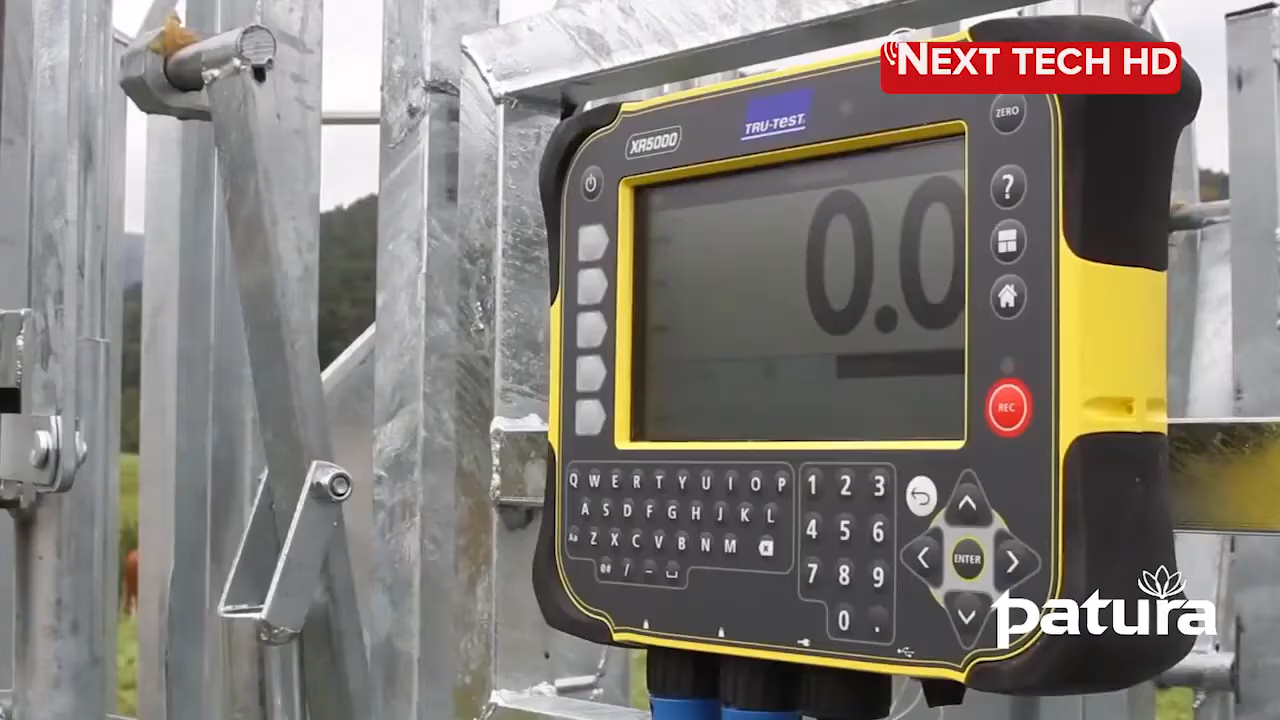 NEXT TECH HD
ZERO
TRU-TEST
XR5000
?
0.0
REC
Q W E R T Y U I O P
A S D F G H J K L
Aa Z X C V B N M
/ -
1 2 3
4 5 6
7 8 9
0 .
ENTER
patura